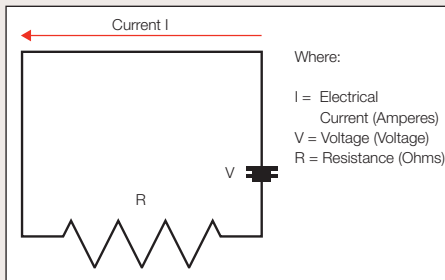 Current I
Where:
I = Electrical
Current (Amperes)
V = Voltage (Voltage)
R = Resistance (Ohms)
V
R